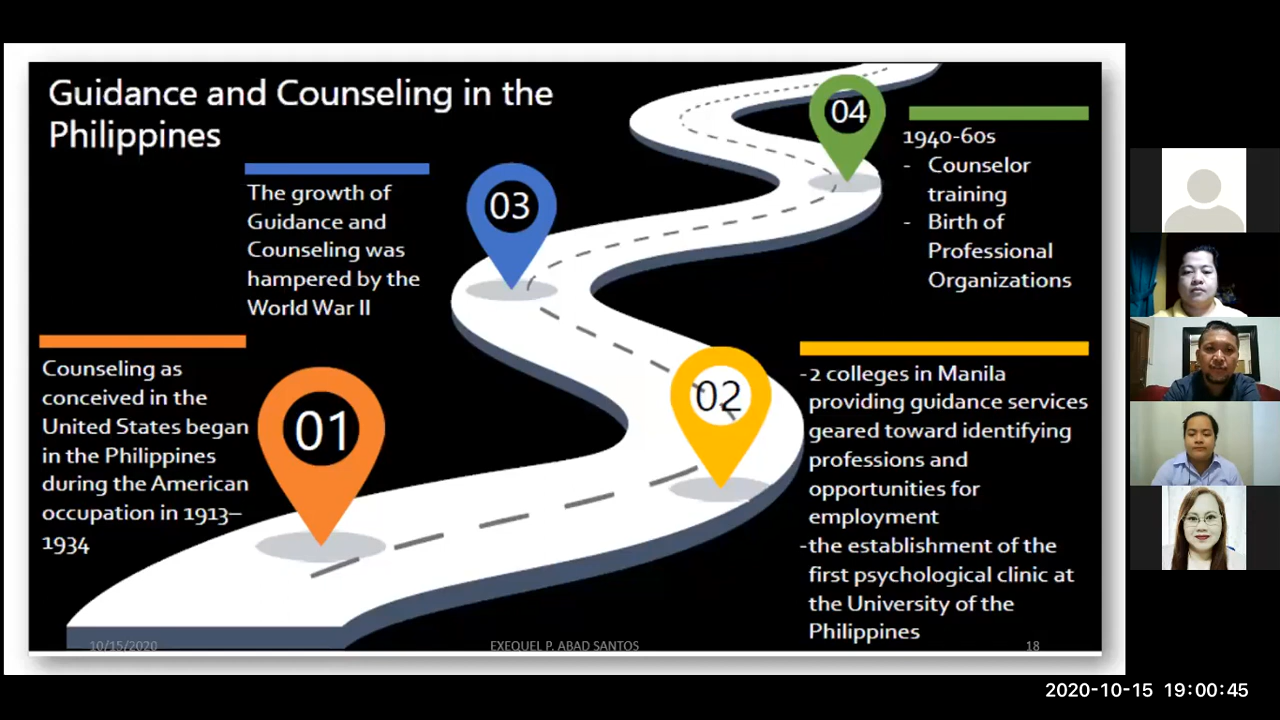 Guidance and Counseling in the
Philippines
01
Counseling as
conceived in the
United States began
in the Philippines
during the American
occupation in 1913–
1934
02
-2 colleges in Manila
providing guidance services
geared toward identifying
professions and
opportunities for
employment
-the establishment of the
first psychological clinic at
the University of the
Philippines
03
The growth of
Guidance and
Counseling was
hampered by the
World War II
04
1940-60s
- Counselor
training
- Birth of
Professional
Organizations
10/15/2020
EXEQUEL P. ABAD SANTOS
18
2020-10-15 19:00:45